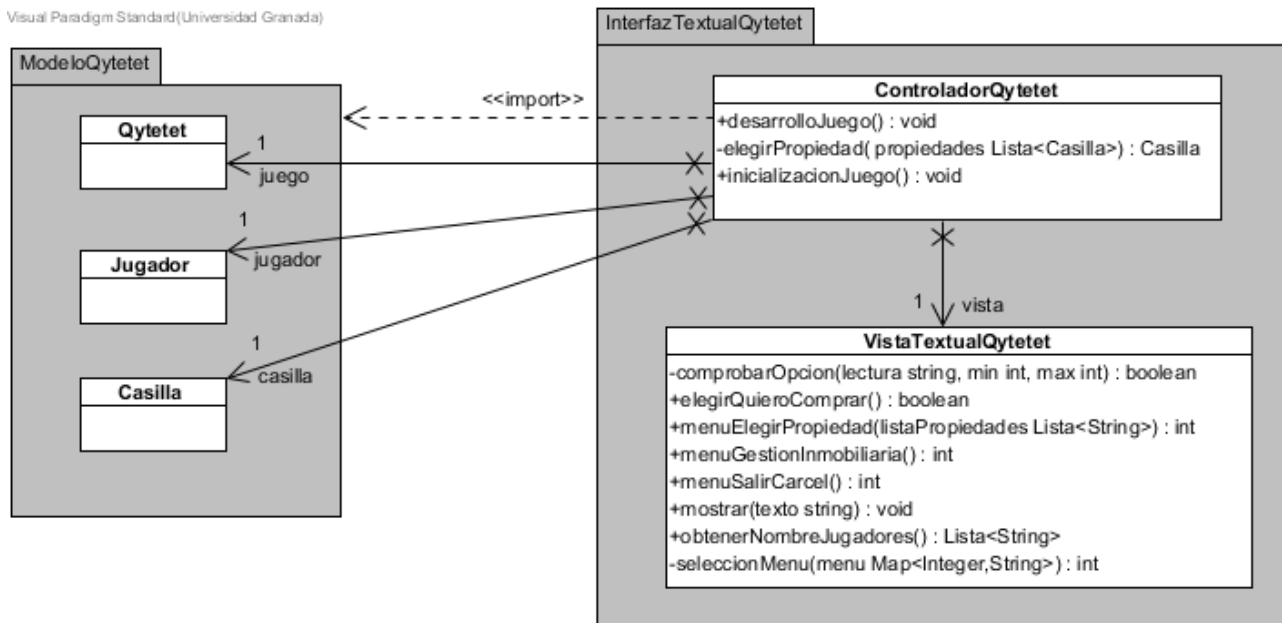 Visual Paradigm Standard(Universidad Granada)
ModeloQytetet
Qytetet
1
juego
Jugador
1
jugador
Casilla
1
casilla
<<import>>
InterfazTextualQytetet
ControladorQytetet
+desarrolloJuego() : void
-elegirPropiedad( propiedades Lista<Casilla>) : Casilla
+inicializacionJuego() : void
1
vista
VistaTextualQytetet
-comprobarOpcion(lectura string, min int, max int) : boolean
+elegirQuieroComprar() : boolean
+menuElegirPropiedad(listaPropiedades Lista<String>) : int
+menuGestionInmobiliaria() : int
+menuSalirCarcel() : int
+mostrar(texto string) : void
+obtenerNombreJugadores() : Lista<String>
-seleccionMenu(menu Map<Integer,String>) : int